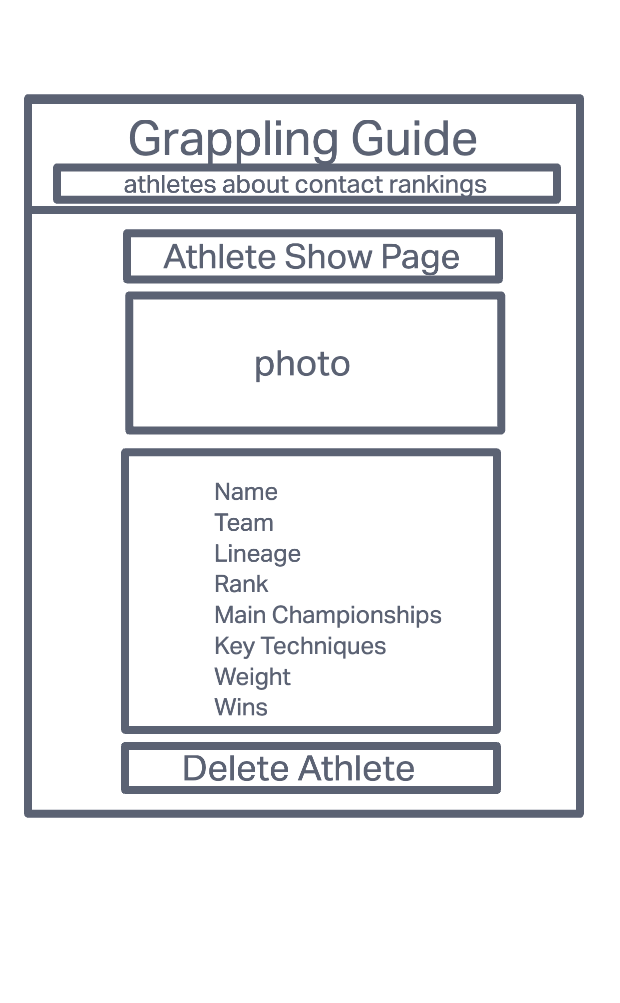 Grappling Guide
athletes about contact rankings
Athlete Show Page
photo
Name
Team
Lineage
Rank
Main Championships
Key Techniques
Weight
Wins
Delete Athlete